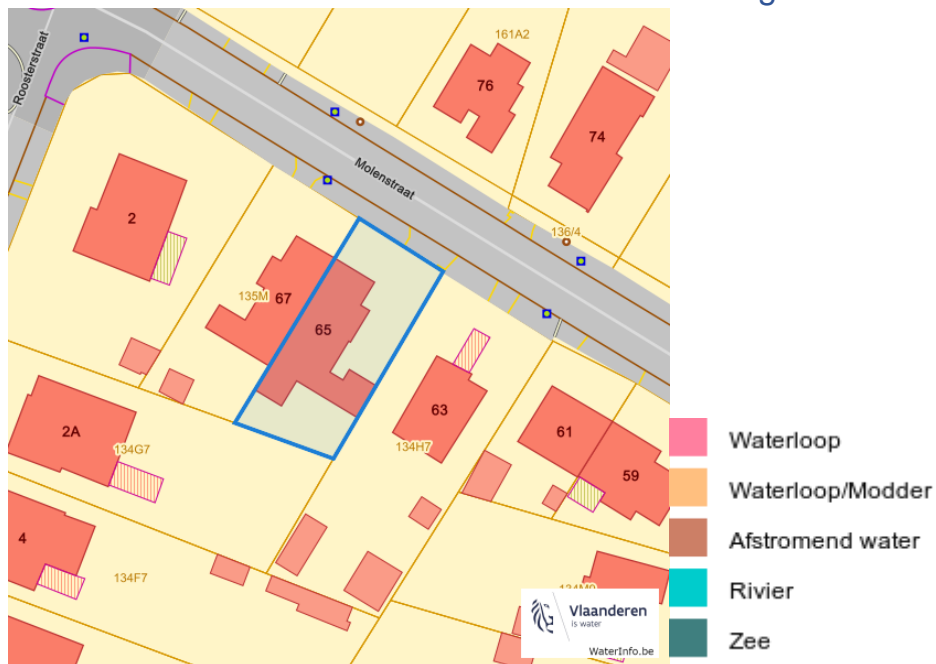 g
161A2
76
74
Roosterstraat
Molenstraat
136/4
2
135M
67
65
63
2A
134G7
134H7
61
59
4
134F7
Vlaanderen
is water
WaterInfo.be
Waterloop
Waterloop/Modder
Afstromend water
Rivier
Zee